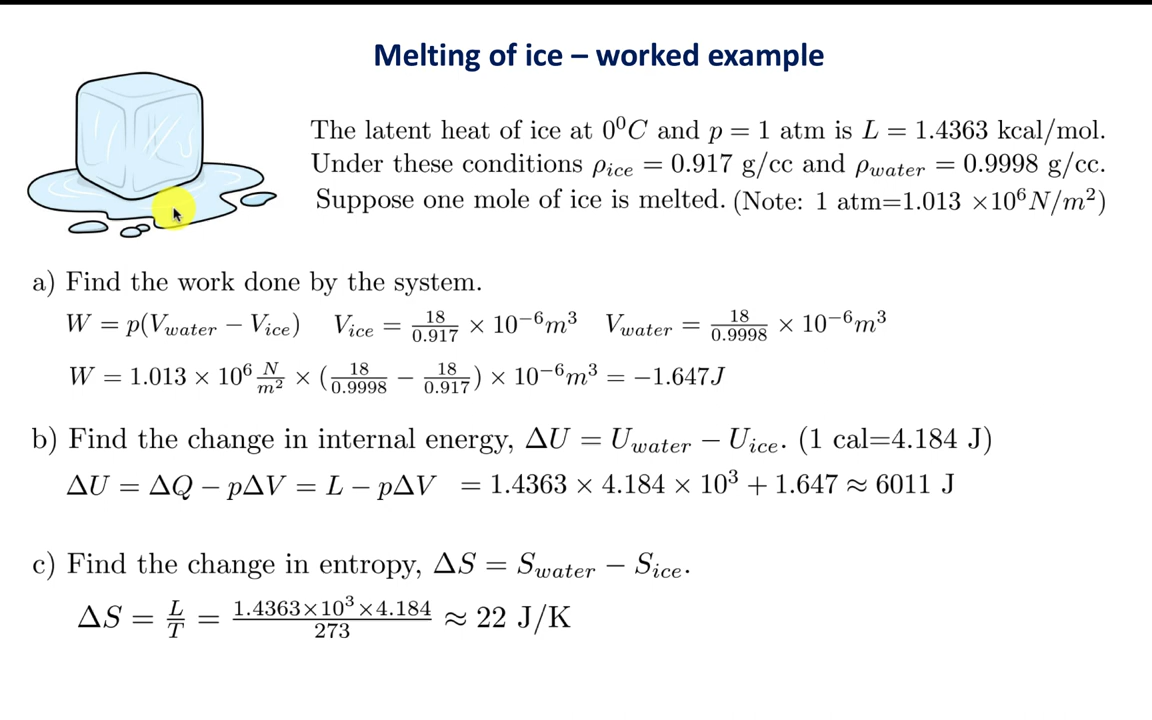 Melting of ice – worked example
The latent heat of ice at 0⁰C and p = 1 atm is L = 1.4363 kcal/mol.
Under these conditions ρ_ice = 0.917 g/cc and ρ_water = 0.9998 g/cc.
Suppose one mole of ice is melted. (Note: 1 atm=1.013 ×10⁶N/m²)
a) Find the work done by the system.
W = p(V_water − V_ice) V_ice = 18/0.917 × 10⁻⁶m³ V_water = 18/0.9998 × 10⁻⁶m³
W = 1.013 × 10⁶ N/m² × (18/0.9998 − 18/0.917) × 10⁻⁶m³ = −1.647J
b) Find the change in internal energy, ΔU = U_water − U_ice. (1 cal=4.184 J)
ΔU = ΔQ − pΔV = L − pΔV = 1.4363 × 4.184 × 10³ + 1.647 ≈ 6011 J
c) Find the change in entropy, ΔS = S_water − S_ice.
ΔS = L/T = 1.4363×10³×4.184/273 ≈ 22 J/K